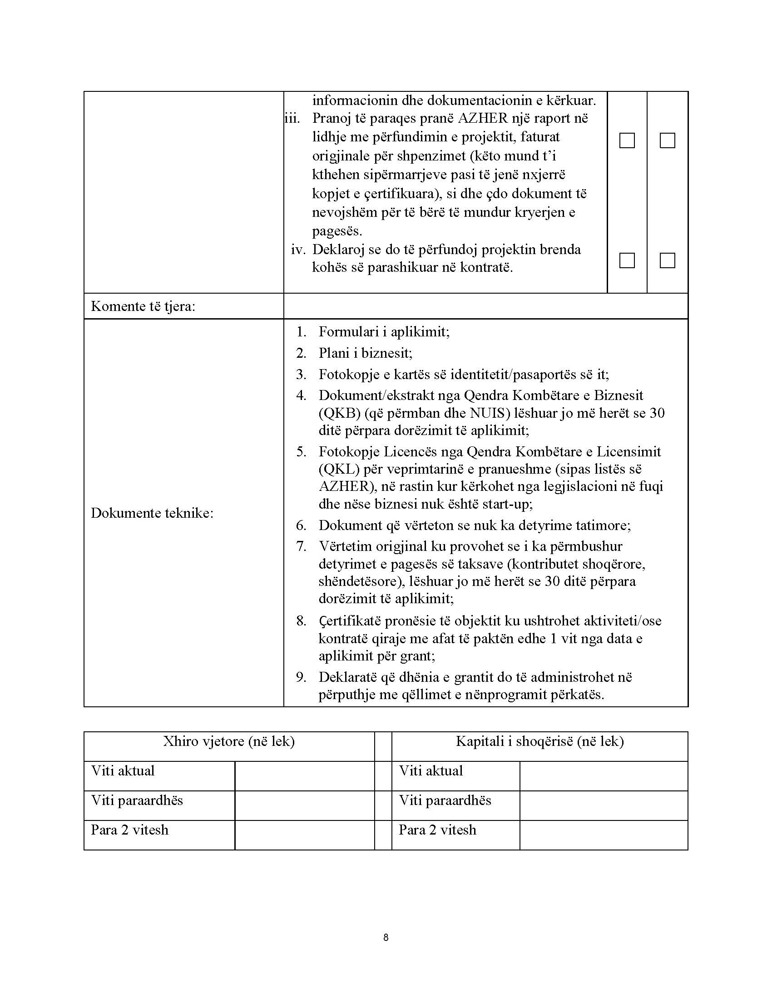 informacionin dhe dokumentacionin e kërkuar.
iii. Pranoj të paraqes pranë AZHER një raport në
lidhje me përfundimin e projektit, faturat
origjinale për shpenzimet (këto mund t’i
kthehen sipërmarrjeve pasi të jenë nxjerrë
kopjet e çertifikuara), si dhe çdo dokument të
nevojshëm për të bërë të mundur kryerjen e
pagesës.
iv. Deklaroj se do të përfundoj projektin brenda
kohës së parashikuar në kontratë.
Komente të tjera:
Dokumente teknike:
1. Formulari i aplikimit;
2. Plani i biznesit;
3. Fotokopje e kartës së identitetit/pasaportës së it;
4. Dokument/ekstrakt nga Qendra Kombëtare e Biznesit
(QKB) (që përmban dhe NUIS) lëshuar jo më herët se 30
ditë përpara dorëzimit të aplikimit;
5. Fotokopje Licencës nga Qendra Kombëtare e Licensimit
(QKL) për veprimtarinë e pranueshme (sipas listës së
AZHER), në rastin kur kërkohet nga legjislacioni në fuqi
dhe nëse biznesi nuk është start-up;
6. Dokument që vërteton se nuk ka detyrime tatimore;
7. Vërtetim origjinal ku provohet se i ka përmbushur
detyrimet e pagesës së taksave (kontributet shoqërore,
shëndetësore), lëshuar jo më herët se 30 ditë përpara
dorëzimit të aplikimit;
8. Çertifikatë pronësie të objektit ku ushtrohet aktiviteti/ose
kontratë qiraje me afat të paktën edhe 1 vit nga data e
aplikimit për grant;
9. Deklaratë që dhënia e grantit do të administrohet në
përputhje me qëllimet e nënprogramit përkatës.
Xhiro vjetore (në lek) Kapitali i shoqërisë (në lek)
Viti aktual Viti aktual
Viti paraardhës Viti paraardhës
Para 2 vitesh Para 2 vitesh
8